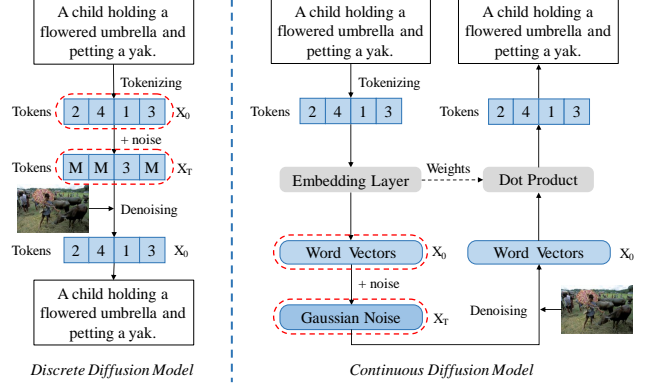 A child holding a
flowered umbrella and
petting a yak.
Tokenizing
Tokens 2 4 1 3 X0
+ noise
Tokens M M 3 M XT
Denoising
Tokens 2 4 1 3 X0
A child holding a
flowered umbrella and
petting a yak.
Discrete Diffusion Model
A child holding a
flowered umbrella and
petting a yak.
Tokenizing
Tokens 2 4 1 3
Embedding Layer
Weights
Word Vectors X0
+ noise
Gaussian Noise XT
A child holding a
flowered umbrella and
petting a yak.
Tokens 2 4 1 3
Dot Product
Word Vectors X0
Denoising
Continuous Diffusion Model